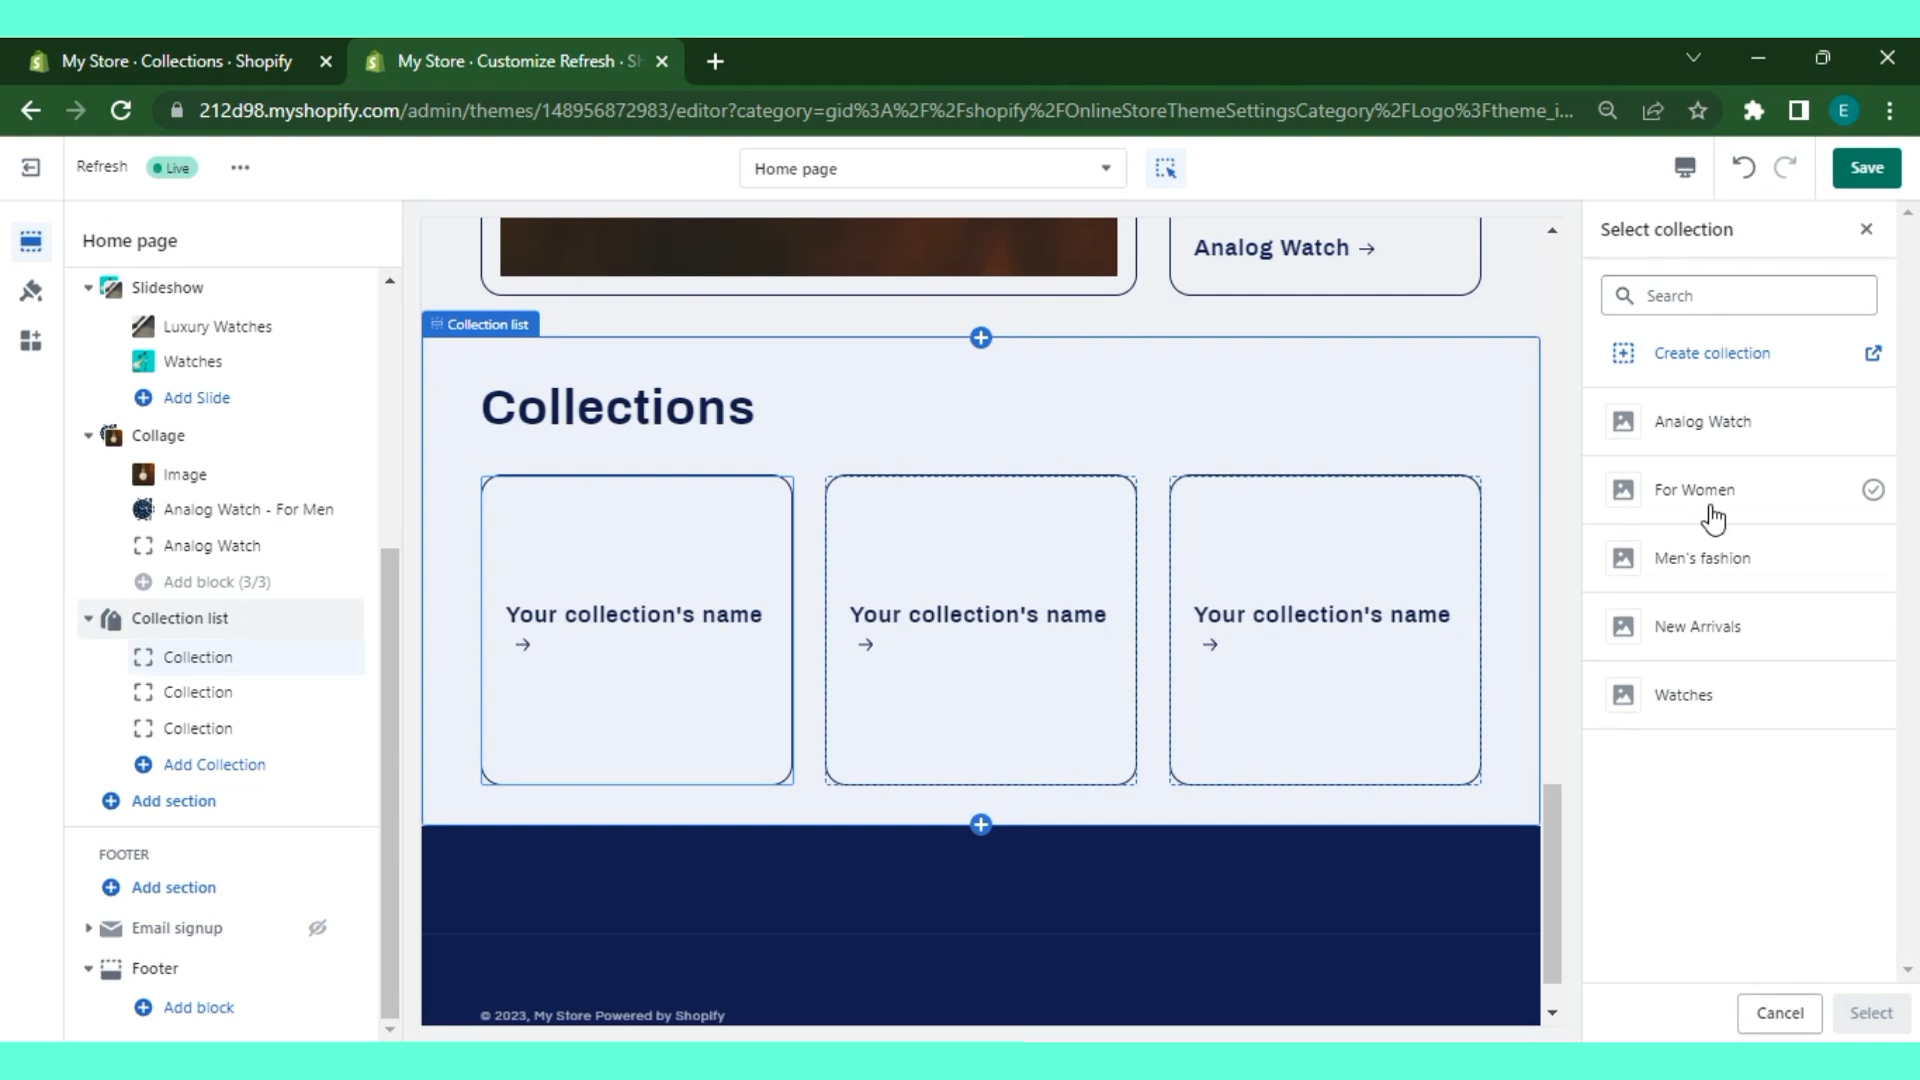 My Store · Collections · Shopify
My Store · Customize Refresh · Sh
212d98.myshopify.com/admin/themes/148956872983/editor?category=gid%3A%2F%2Fshopify%2FOnlineStoreThemeSettingsCategory%2FLogo%3Ftheme_i...
E
Refresh
Live
Home page
Save
Home page
Slideshow
Luxury Watches
Watches
Add Slide
Collage
Image
Analog Watch - For Men
Analog Watch
Add block (3/3)
Collection list
Collection
Collection
Collection
Add Collection
Add section
FOOTER
Add section
Email signup
Footer
Add block
Analog Watch →
Collection list
Collections
Your collection's name
→
Your collection's name
→
Your collection's name
→
© 2023, My Store Powered by Shopify
Select collection
Search
Create collection
Analog Watch
For Women
Men's fashion
New Arrivals
Watches
Cancel
Select